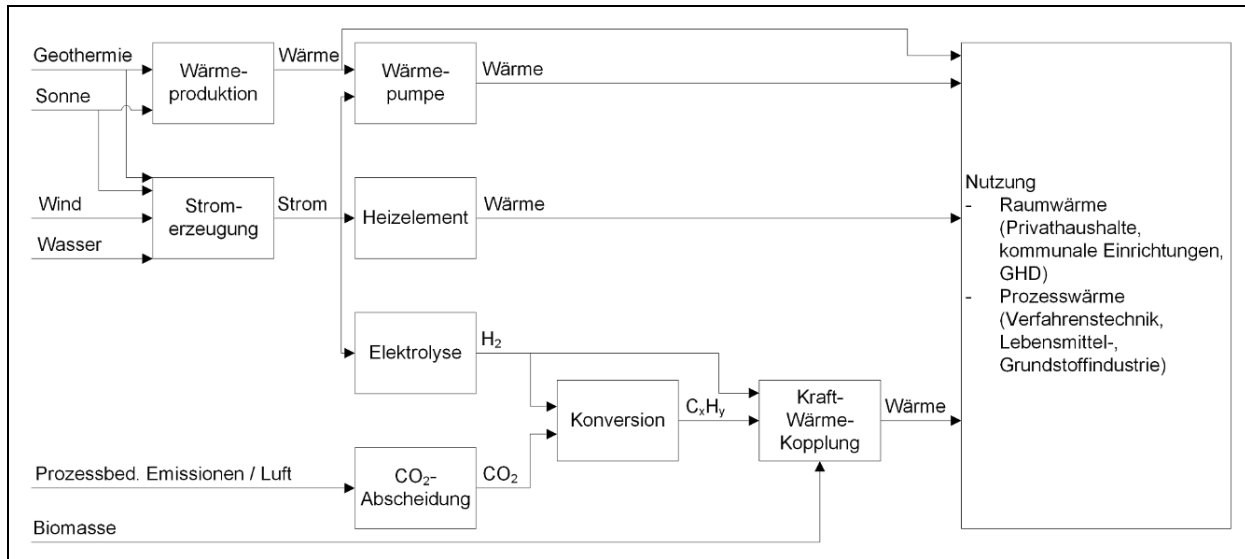 Geothermie
Wärme-
produktion
Wärme
Wärme-
pumpe
Wärme
Sonne
Wind
Strom-
erzeugung
Strom
Heizelement
Wärme
Wasser
Elektrolyse
H₂
Konversion
CₓHᵧ
Kraft-
Wärme-
Kopplung
Wärme
Prozessbed. Emissionen / Luft
CO₂-
Abscheidung
CO₂
Biomasse
Nutzung
- Raumwärme
(Privathaushalte,
kommunale Einrichtungen,
GHD)
- Prozesswärme
(Verfahrenstechnik,
Lebensmittel-,
Grundstoffindustrie)